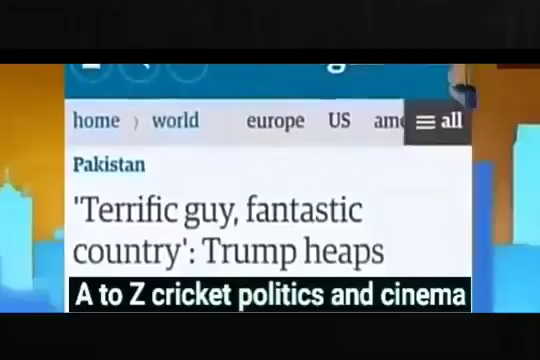 home › world europe US
≡ all
Pakistan
'Terrific guy, fantastic
country': Trump heaps
A to Z cricket politics and cinema